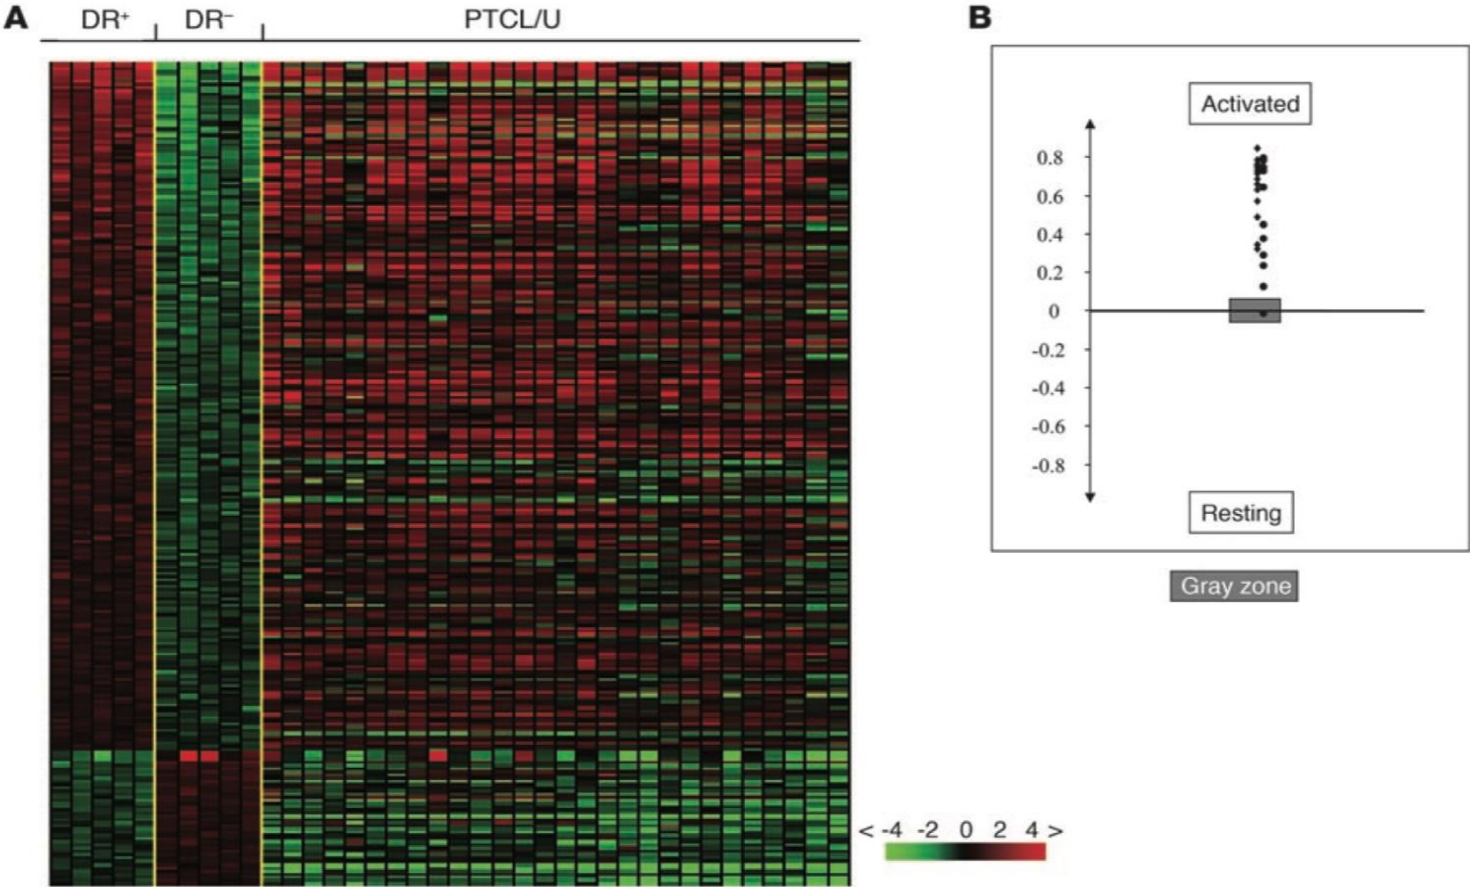 A
DR⁺ DR⁻ PTCL/U
< -4 -2 0 2 4 >
B
Activated
0.8
0.6
0.4
0.2
0
-0.2
-0.4
-0.6
-0.8
Resting
Gray zone